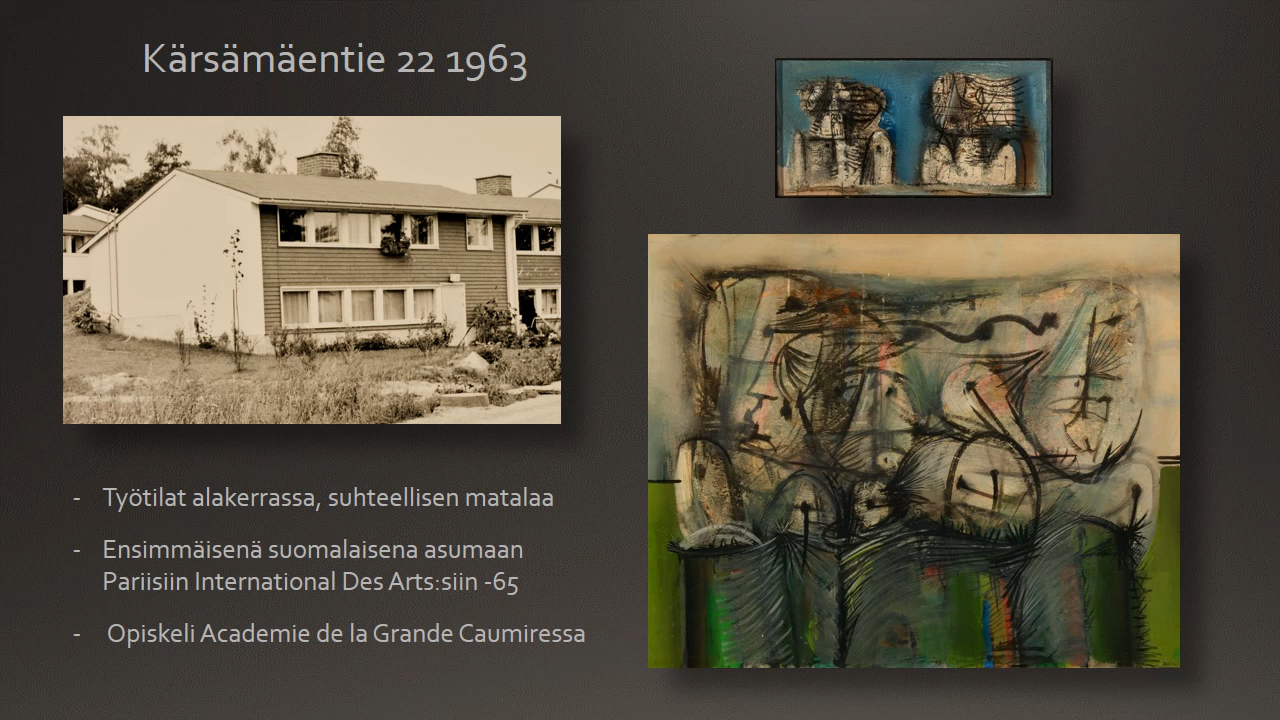 Kärsämäentie 22 1963
- Työtilat alakerrassa, suhteellisen matalaa
- Ensimmäisenä suomalaisena asumaan
Pariisiin International Des Arts:siin -65
- Opiskeli Academie de la Grande Caumiressa